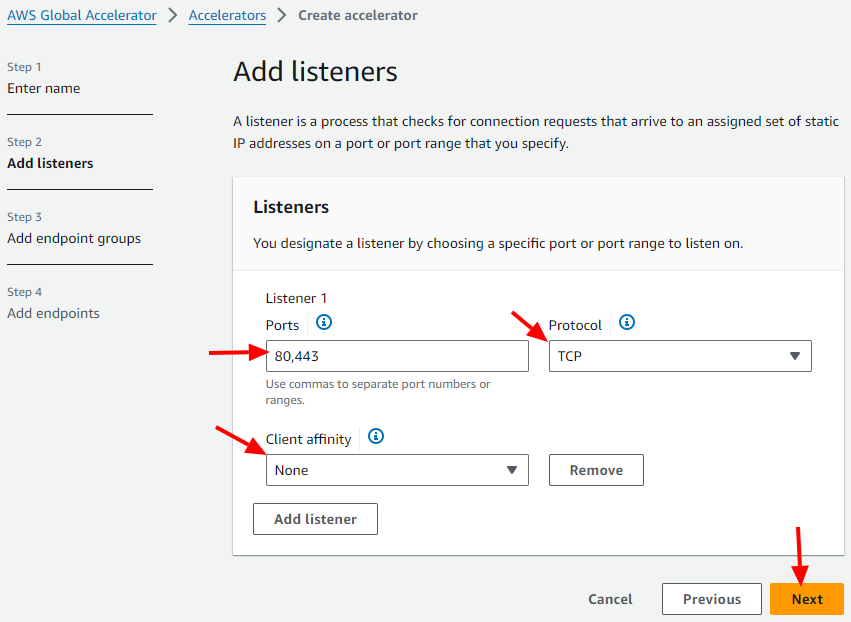 AWS Global Accelerator > Accelerators > Create accelerator
Step 1
Enter name
Step 2
Add listeners
Step 3
Add endpoint groups
Step 4
Add endpoints
Add listeners
A listener is a process that checks for connection requests that arrive to an assigned set of static
IP addresses on a port or port range that you specify.
Listeners
You designate a listener by choosing a specific port or port range to listen on.
Listener 1
Ports
Protocol
80,443
TCP
Use commas to separate port numbers or
ranges.
Client affinity
None
Remove
Add listener
Cancel
Previous
Next